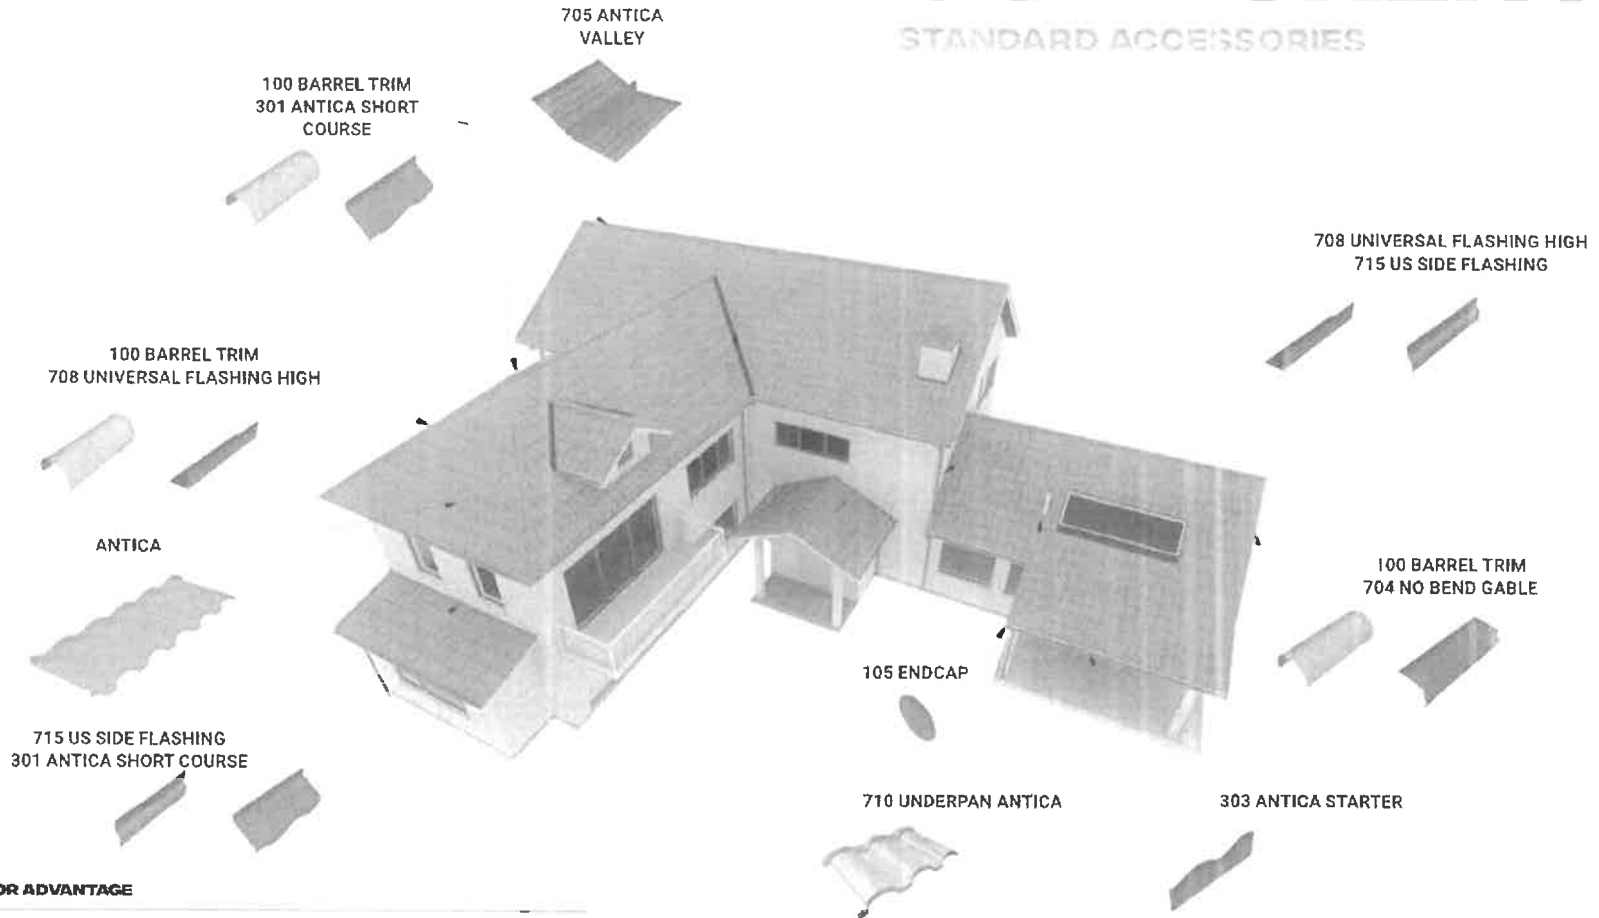 705 ANTICA
VALLEY
STANDARD ACCESSORIES
100 BARREL TRIM
301 ANTICA SHORT
COURSE
708 UNIVERSAL FLASHING HIGH
715 US SIDE FLASHING
100 BARREL TRIM
708 UNIVERSAL FLASHING HIGH
ANTICA
100 BARREL TRIM
704 NO BEND GABLE
105 ENDCAP
715 US SIDE FLASHING
301 ANTICA SHORT COURSE
710 UNDERPAN ANTICA
303 ANTICA STARTER
ADVANTAGE